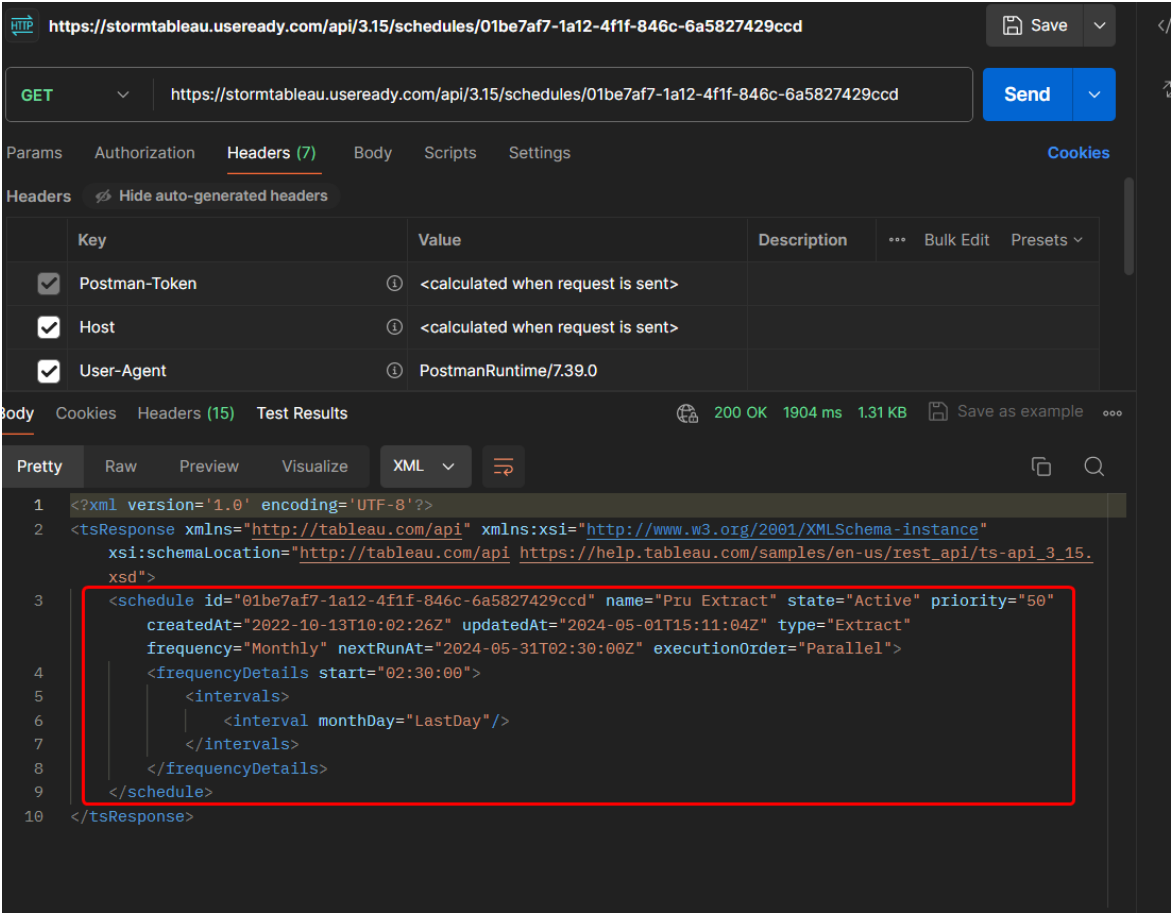 HTTP https://stormtableau.useready.com/api/3.15/schedules/01be7af7-1a12-4f1f-846c-6a5827429ccd Save
GET https://stormtableau.useready.com/api/3.15/schedules/01be7af7-1a12-4f1f-846c-6a5827429ccd Send
Params Authorization Headers (7) Body Scripts Settings Cookies
Headers Hide auto-generated headers
Key Value Description ••• Bulk Edit Presets
Postman-Token <calculated when request is sent>
Host <calculated when request is sent>
User-Agent PostmanRuntime/7.39.0
Body Cookies Headers (15) Test Results 200 OK 1904 ms 1.31 KB Save as example
Pretty Raw Preview Visualize XML
1 <?xml version='1.0' encoding='UTF-8'?>
2 <tsResponse xmlns="http://tableau.com/api" xmlns:xsi="http://www.w3.org/2001/XMLSchema-instance"
xsi:schemaLocation="http://tableau.com/api https://help.tableau.com/samples/en-us/rest_api/ts-api_3_15.
xsd">
3 <schedule id="01be7af7-1a12-4f1f-846c-6a5827429ccd" name="Pru Extract" state="Active" priority="50"
createdAt="2022-10-13T10:02:26Z" updatedAt="2024-05-01T15:11:04Z" type="Extract"
frequency="Monthly" nextRunAt="2024-05-31T02:30:00Z" executionOrder="Parallel">
4 <frequencyDetails start="02:30:00">
5 <intervals>
6 <interval monthDay="LastDay"/>
7 </intervals>
8 </frequencyDetails>
9 </schedule>
10 </tsResponse>